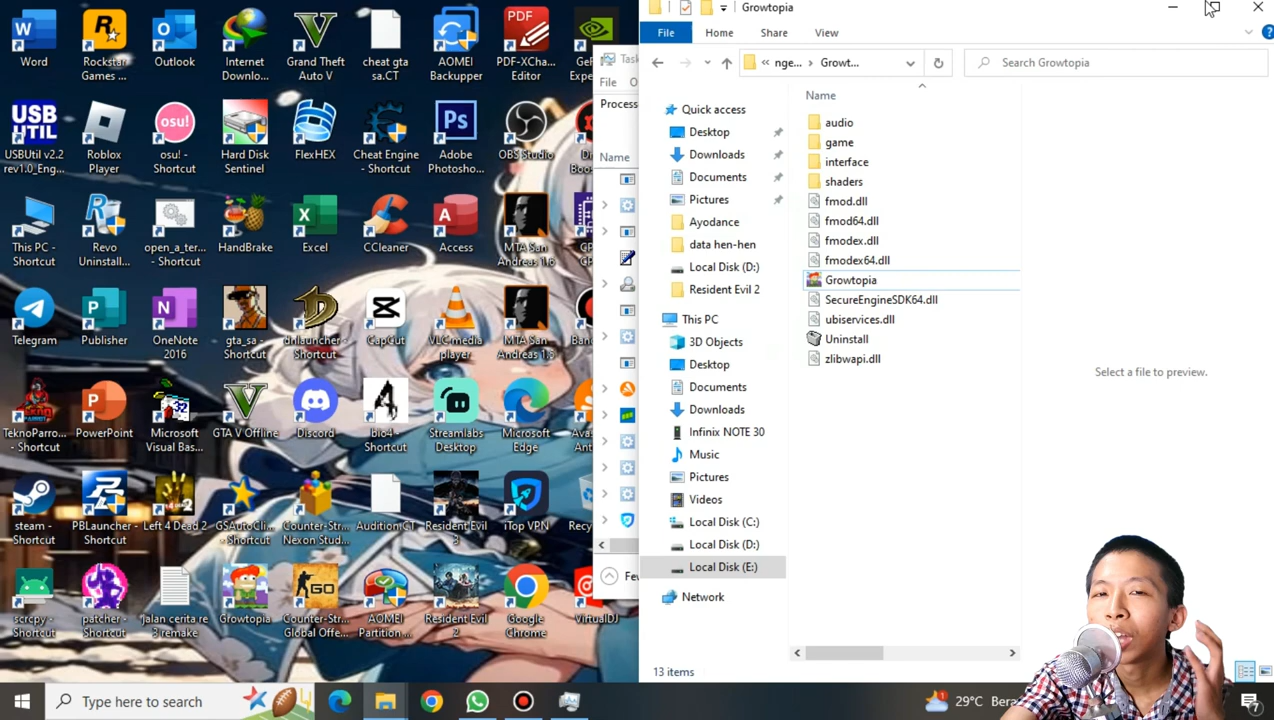 Word
Rockstar Games ...
Outlook
Internet Downlo...
Grand Theft Auto V
cheat gta sa.CT
AOMEI Backupper
PDF-XCha... Editor
USBUtil v2.2 rev1.0_Eng...
Roblox Player
osu! - Shortcut
Hard Disk Sentinel
FlexHEX
Cheat Engine - Shortcut
Adobe Photosho...
OBS Studio
This PC - Shortcut
Revo Uninstall...
open_a_ter... - Shortcut
HandBrake
Excel
CCleaner
Access
MTA San Andreas 1.6
Telegram
Publisher
OneNote 2016
gta_sa - Shortcut
Shortcut
CapCut
VLC media player
MTA San Andreas 1.5
TeknoParro... - Shortcut
PowerPoint
Microsoft Visual Bas...
GTA V Offline
Discord
bio4 - Shortcut
Streamlabs Desktop
Microsoft Edge
steam - Shortcut
PBLauncher - Shortcut
Left 4 Dead 2
GSAutoCli... - Shortcut
Counter-Str... Nexon Stud...
Audition.CT
Resident Evil 3
iTop VPN
scrcpy - Shortcut
patcher - Shortcut
Jalan cerita re 3 remake
Growtopia
Counter-Str... Global Offe...
AOMEI Partition ...
Resident Evil 2
Google Chrome
VirtualDJ
Task
File
Processe
Name
Few
Growtopia
File
Home
Share
View
« nge... > Growt...
Search Growtopia
Quick access
Desktop
Downloads
Documents
Pictures
Ayodance
data hen-hen
Local Disk (D:)
Resident Evil 2
This PC
3D Objects
Desktop
Documents
Downloads
Infinix NOTE 30
Music
Pictures
Videos
Local Disk (C:)
Local Disk (D:)
Local Disk (E:)
Network
Name
audio
game
interface
shaders
fmod.dll
fmod64.dll
fmodex.dll
fmodex64.dll
Growtopia
SecureEngineSDK64.dll
ubiservices.dll
Uninstall
zlibwapi.dll
Select a file to preview.
13 items
Type here to search
29°C Bera
7